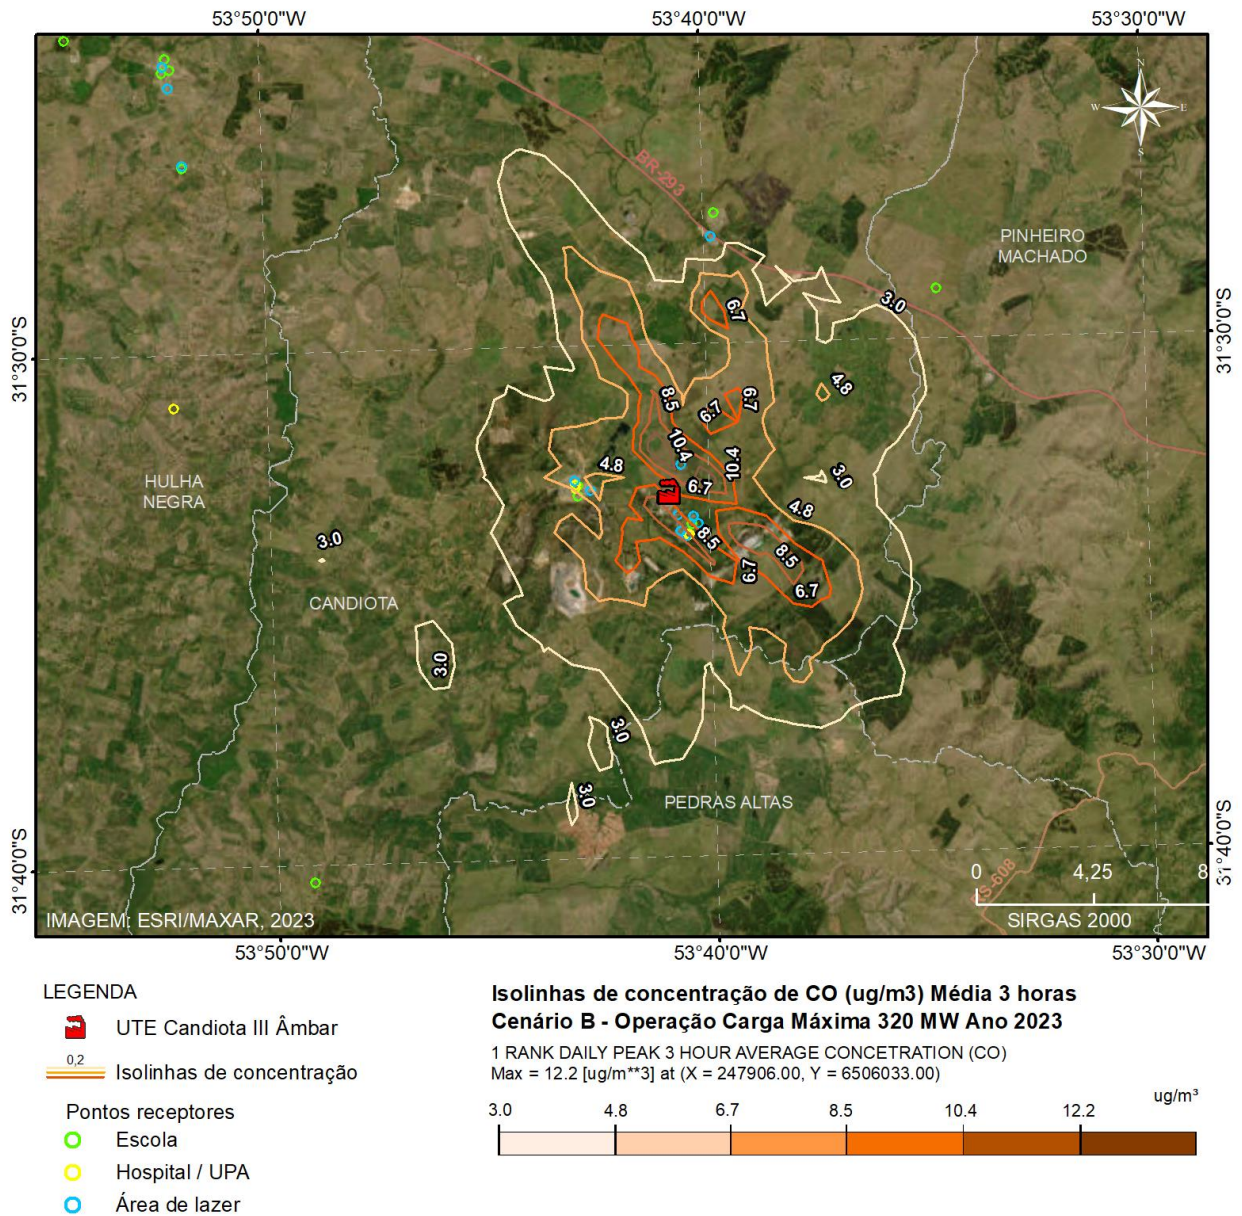 53°50'0"W
53°40'0"W
53°30'0"W
N
W
E
S
BR-293
PINHEIRO
MACHADO
3.0
6.7
31°30'0"S
31°30'0"S
4.8
8.5
6.7
6.7
10.4
4.8
10.4
3.0
HULHA
NEGRA
6.7
4.8
3.0
8.5
8.5
6.7
6.7
CANDIOTA
3.0
3.0
3.0
PEDRAS ALTAS
31°40'0"S
31°40'0"S
RS-608
0
4,25
8
IMAGEM: ESRI/MAXAR, 2023
SIRGAS 2000
53°50'0"W
53°40'0"W
53°30'0"W
LEGENDA
UTE Candiota III Âmbar
0,2
Isolinhas de concentração
Pontos receptores
Escola
Hospital / UPA
Área de lazer
Isolinhas de concentração de CO (ug/m3) Média 3 horas
Cenário B - Operação Carga Máxima 320 MW Ano 2023
1 RANK DAILY PEAK 3 HOUR AVERAGE CONCETRATION (CO)
Max = 12.2 [ug/m**3] at (X = 247906.00, Y = 6506033.00)
ug/m³
3.0
4.8
6.7
8.5
10.4
12.2